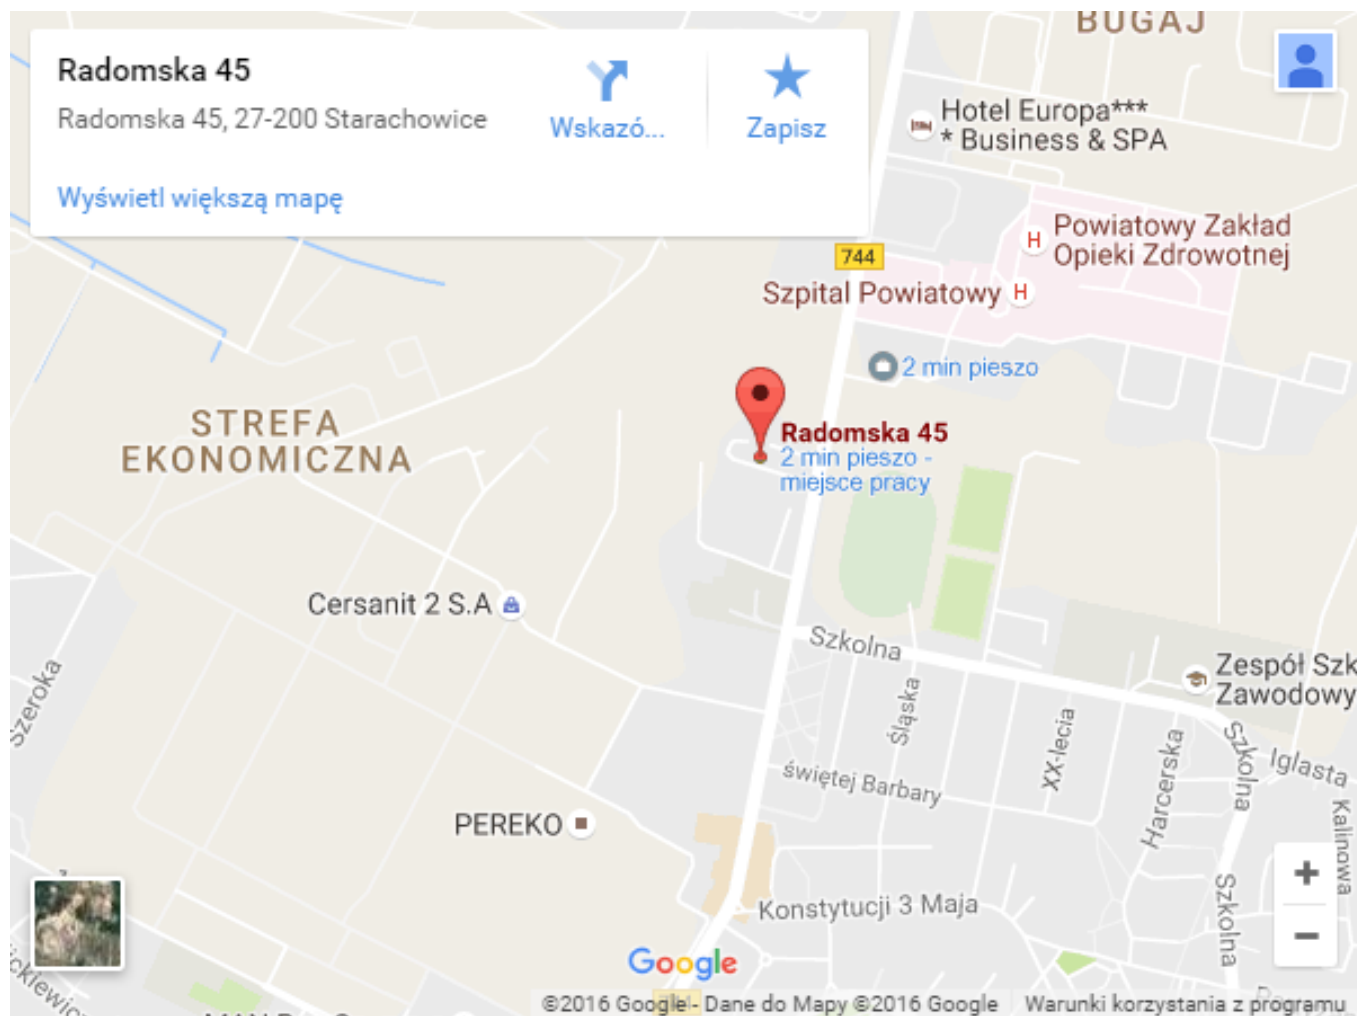 Radomska 45
Radomska 45, 27-200 Starachowice
Wskazó...
Zapisz
Wyświetl większą mapę
BUGAJ
Hotel Europa***
* Business & SPA
Powiatowy Zakład
Opieki Zdrowotnej
744
Szpital Powiatowy
2 min pieszo
STREFA
EKONOMICZNA
Radomska 45
2 min pieszo -
miejsce pracy
Cersanit 2 S.A
Szkolna
Zespół Szk
Zawodowy
Szeroka
Śląska
XX-lecia
Harcerska
Szkolna
Iglasta
świętej Barbary
Kalinowa
PEREKO
Szkolna
Konstytucji 3 Maja
Google
©2016 Google - Dane do Mapy ©2016 Google
Warunki korzystania z programu